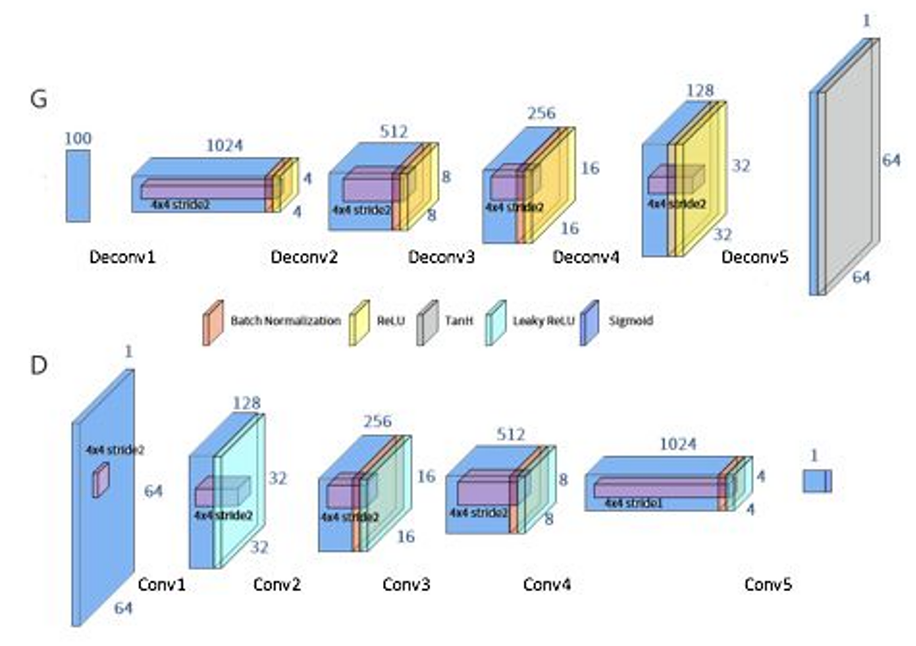 G
100
1024
4
4
4x4 stride2
512
8
8
4x4 stride2
256
16
16
4x4 stride2
128
32
32
4x4 stride2
1
64
64
Deconv1
Deconv2
Deconv3
Deconv4
Deconv5
Batch Normalization
ReLU
TanH
Leaky ReLU
Sigmoid
D
1
4x4 stride2
64
64
128
32
32
4x4 stride2
256
16
16
4x4 stride2
512
8
8
4x4 stride2
1024
4
4
4x4 stride1
1
Conv1
Conv2
Conv3
Conv4
Conv5